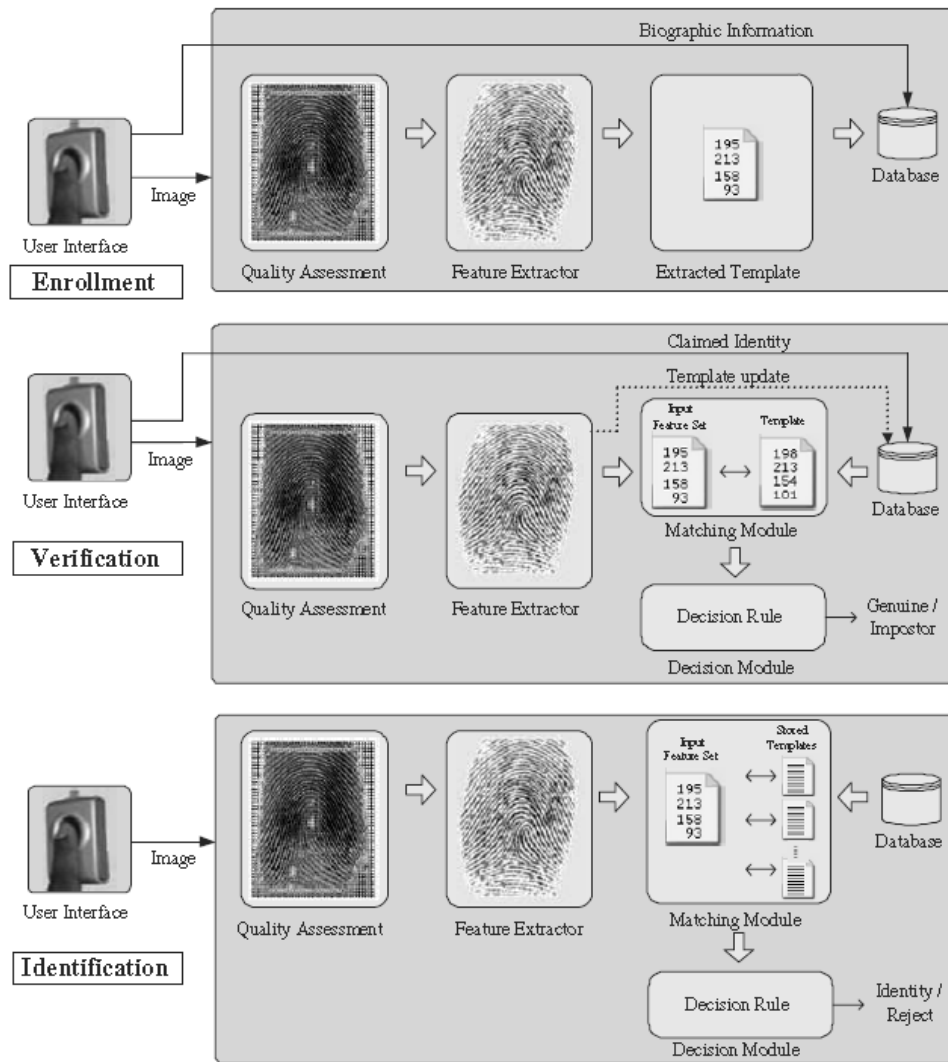 Biographic Information
195
213
158
93
Database
Image
User Interface
Quality Assessment
Feature Extractor
Extracted Template
Enrollment
Claimed Identity
Template update
Input
Feature Set
Template
195
213
158
93
198
213
154
101
Image
User Interface
Database
Matching Module
Verification
Quality Assessment
Feature Extractor
Decision Rule
Genuine /
Impostor
Decision Module
Stored
Templates
Input
Feature Set
195
213
158
93
Database
Image
User Interface
Quality Assessment
Feature Extractor
Matching Module
Identification
Decision Rule
Identity /
Reject
Decision Module